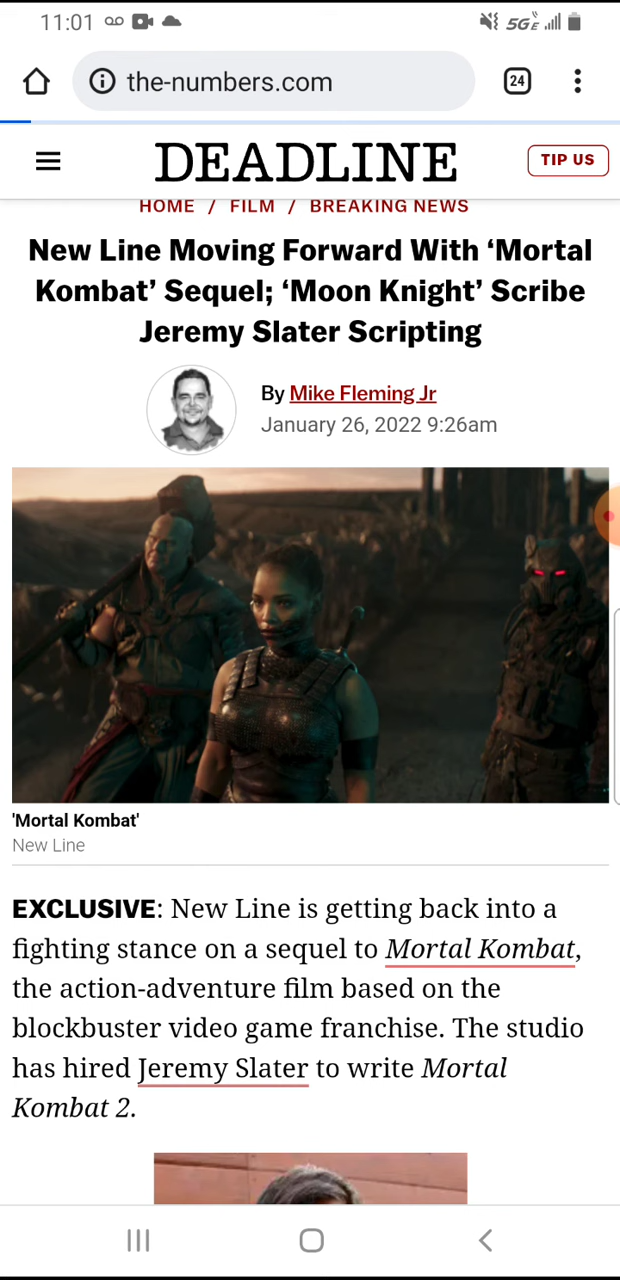 11:01
5GE
the-numbers.com
24
DEADLINE
TIP US
HOME / FILM / BREAKING NEWS
New Line Moving Forward With ‘Mortal
Kombat’ Sequel; ‘Moon Knight’ Scribe
Jeremy Slater Scripting
By Mike Fleming Jr
January 26, 2022 9:26am
'Mortal Kombat'
New Line
EXCLUSIVE: New Line is getting back into a
fighting stance on a sequel to Mortal Kombat,
the action-adventure film based on the
blockbuster video game franchise. The studio
has hired Jeremy Slater to write Mortal
Kombat 2.